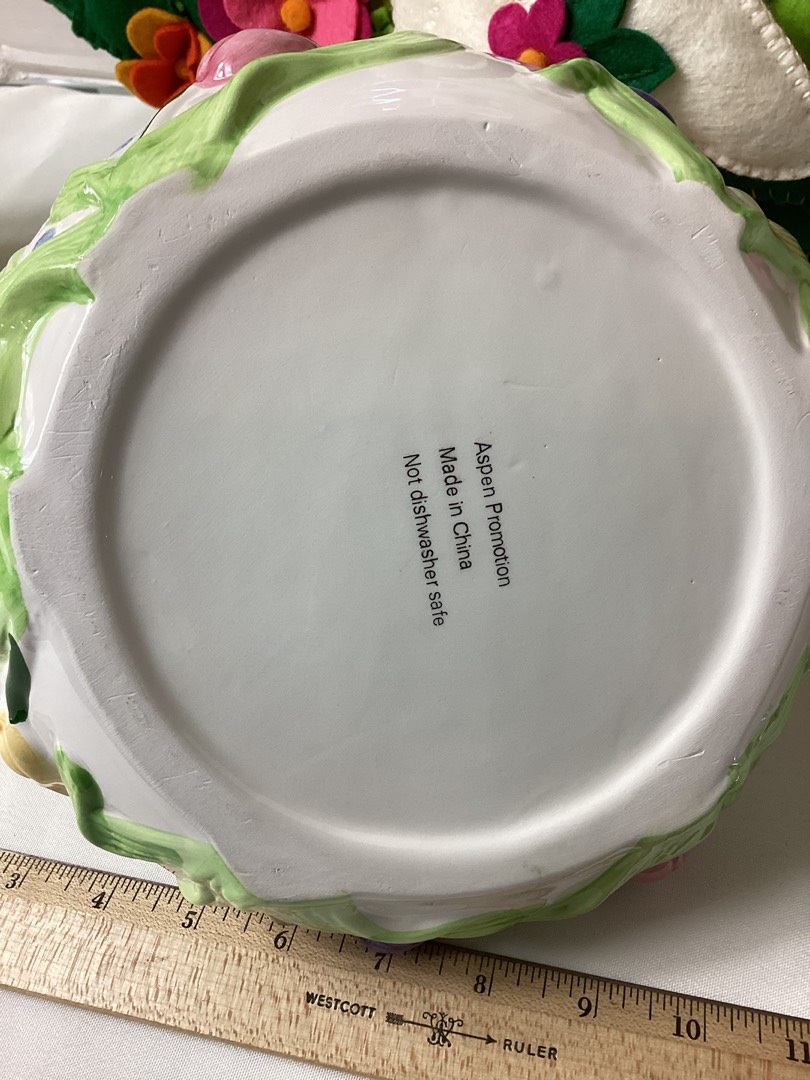 Aspen Promotion
Made in China
Not dishwasher safe
3 4 5 6 7 8 9 10 11
WESTCOTT RULER